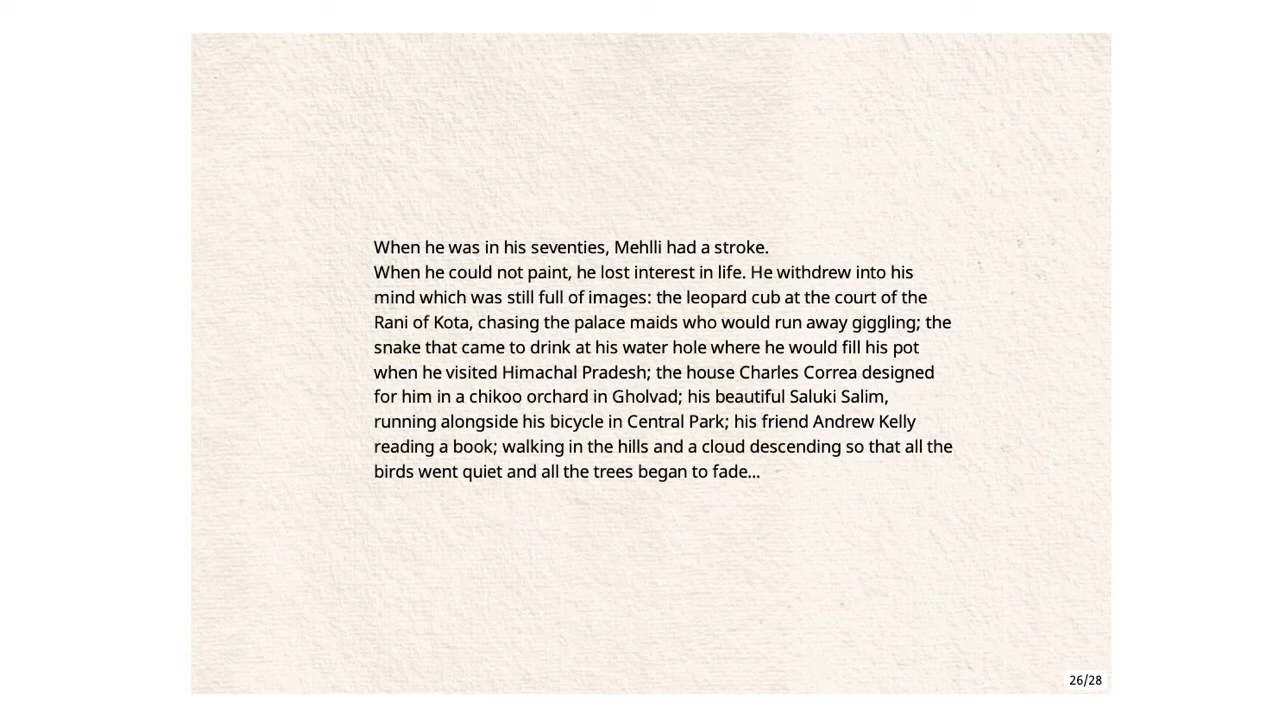 When he was in his seventies, Mehlli had a stroke.
When he could not paint, he lost interest in life. He withdrew into his
mind which was still full of images: the leopard cub at the court of the
Rani of Kota, chasing the palace maids who would run away giggling; the
snake that came to drink at his water hole where he would fill his pot
when he visited Himachal Pradesh; the house Charles Correa designed
for him in a chikoo orchard in Gholvad; his beautiful Saluki Salim,
running alongside his bicycle in Central Park; his friend Andrew Kelly
reading a book; walking in the hills and a cloud descending so that all the
birds went quiet and all the trees began to fade...
26/28